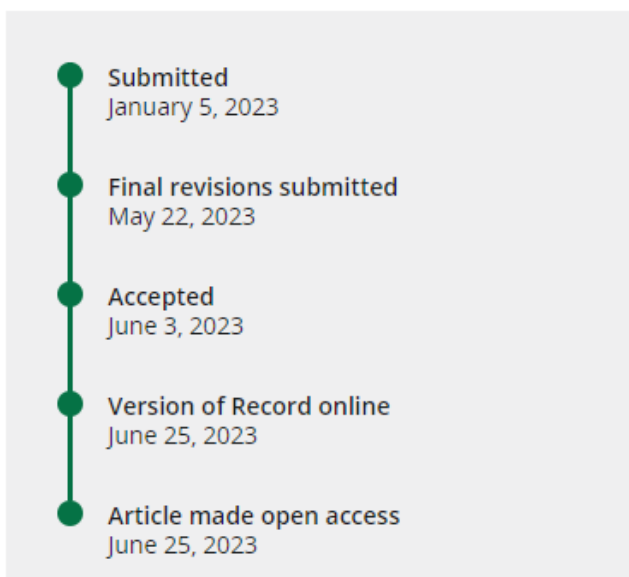 Submitted
January 5, 2023
Final revisions submitted
May 22, 2023
Accepted
June 3, 2023
Version of Record online
June 25, 2023
Article made open access
June 25, 2023